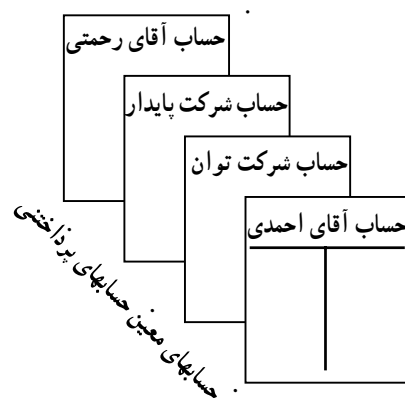 حساب آقای رحمتی
حساب شرکت پایدار
حساب شرکت توان
حساب آقای احمدی
حسابهای معین حسابهای پرداختنی